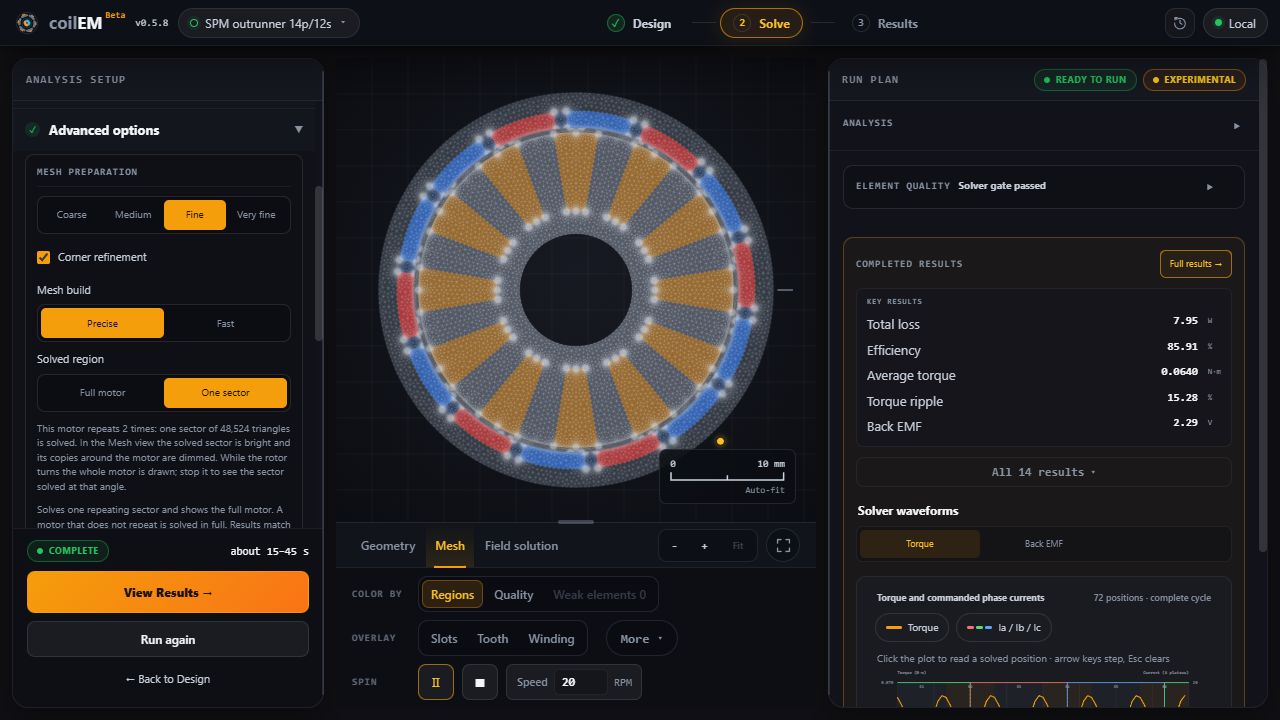 coilEM Beta v0.5.8 SPM outrunner 14p/12s
Design 2 Solve 3 Results
Local
ANALYSIS SETUP
Advanced options
MESH PREPARATION
Coarse Medium Fine Very fine
Corner refinement
Mesh build
Precise Fast
Solved region
Full motor One sector
This motor repeats 2 times: one sector of 48,524 triangles
is solved. In the Mesh view the solved sector is bright and
its copies around the motor are dimmed. While the rotor
turns the whole motor is drawn; stop it to see the sector
solved at that angle.
Solves one repeating sector and shows the full motor. A
motor that does not repeat is solved in full. Results match
COMPLETE about 15–45 s
View Results →
Run again
← Back to Design
0 10 mm
Auto-fit
Geometry Mesh Field solution - + Fit
COLOR BY Regions Quality Weak elements 0
OVERLAY Slots Tooth Winding More
SPIN Speed 20 RPM
RUN PLAN READY TO RUN EXPERIMENTAL
ANALYSIS
ELEMENT QUALITY Solver gate passed
COMPLETED RESULTS Full results →
KEY RESULTS
Total loss 7.95 W
Efficiency 85.91 %
Average torque 0.0640 N·m
Torque ripple 15.28 %
Back EMF 2.29 V
All 14 results
Solver waveforms
Torque Back EMF
Torque and commanded phase currents 72 positions · complete cycle
Torque Ia / Ib / Ic
Click the plot to read a solved position · arrow keys step, Esc clears
Torque (N·m)